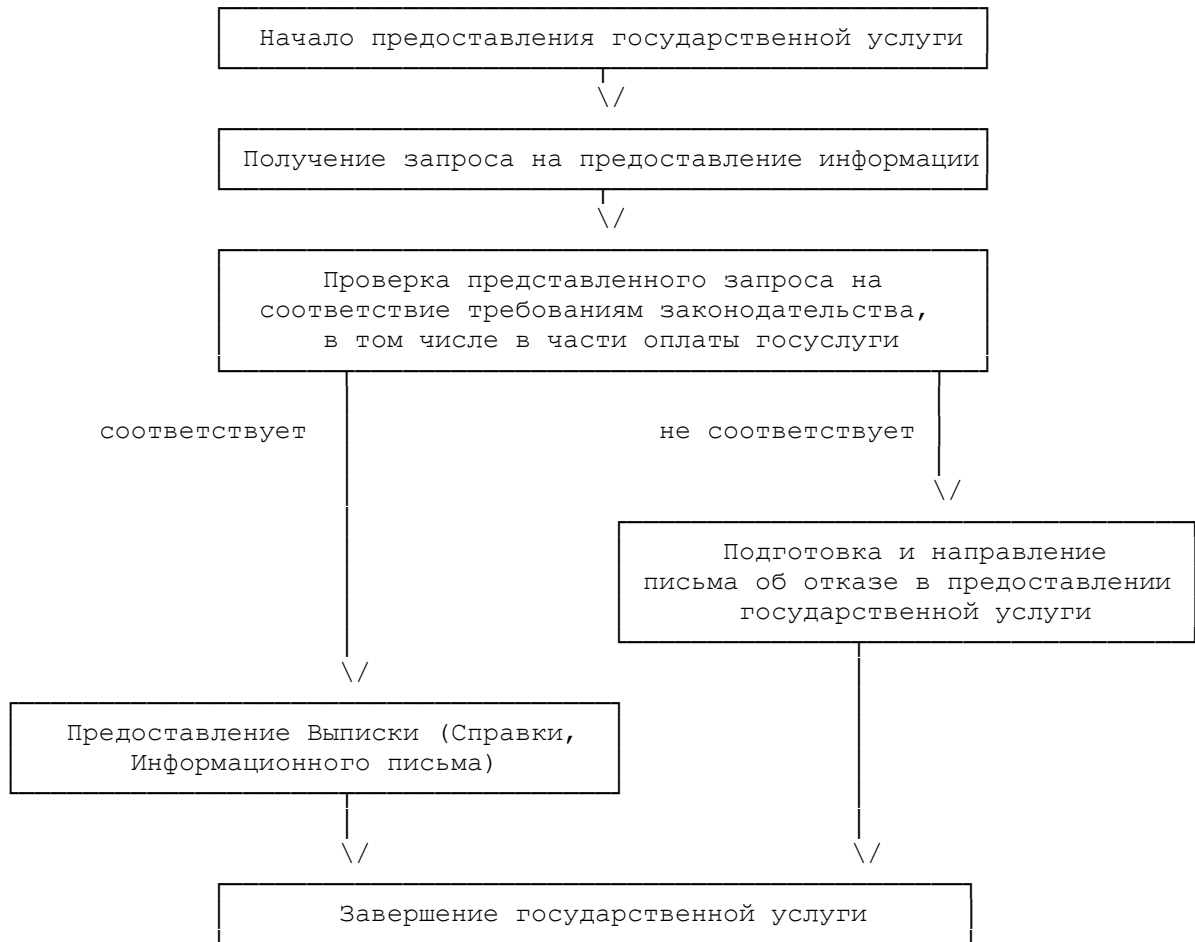 Начало предоставления государственной услуги
Получение запроса на предоставление информации
Проверка представленного запроса на
соответствие требованиям законодательства,
в том числе в части оплаты госуслуги
соответствует
не соответствует
Подготовка и направление
письма об отказе в предоставлении
государственной услуги
Предоставление Выписки (Справки,
Информационного письма)
Завершение государственной услуги